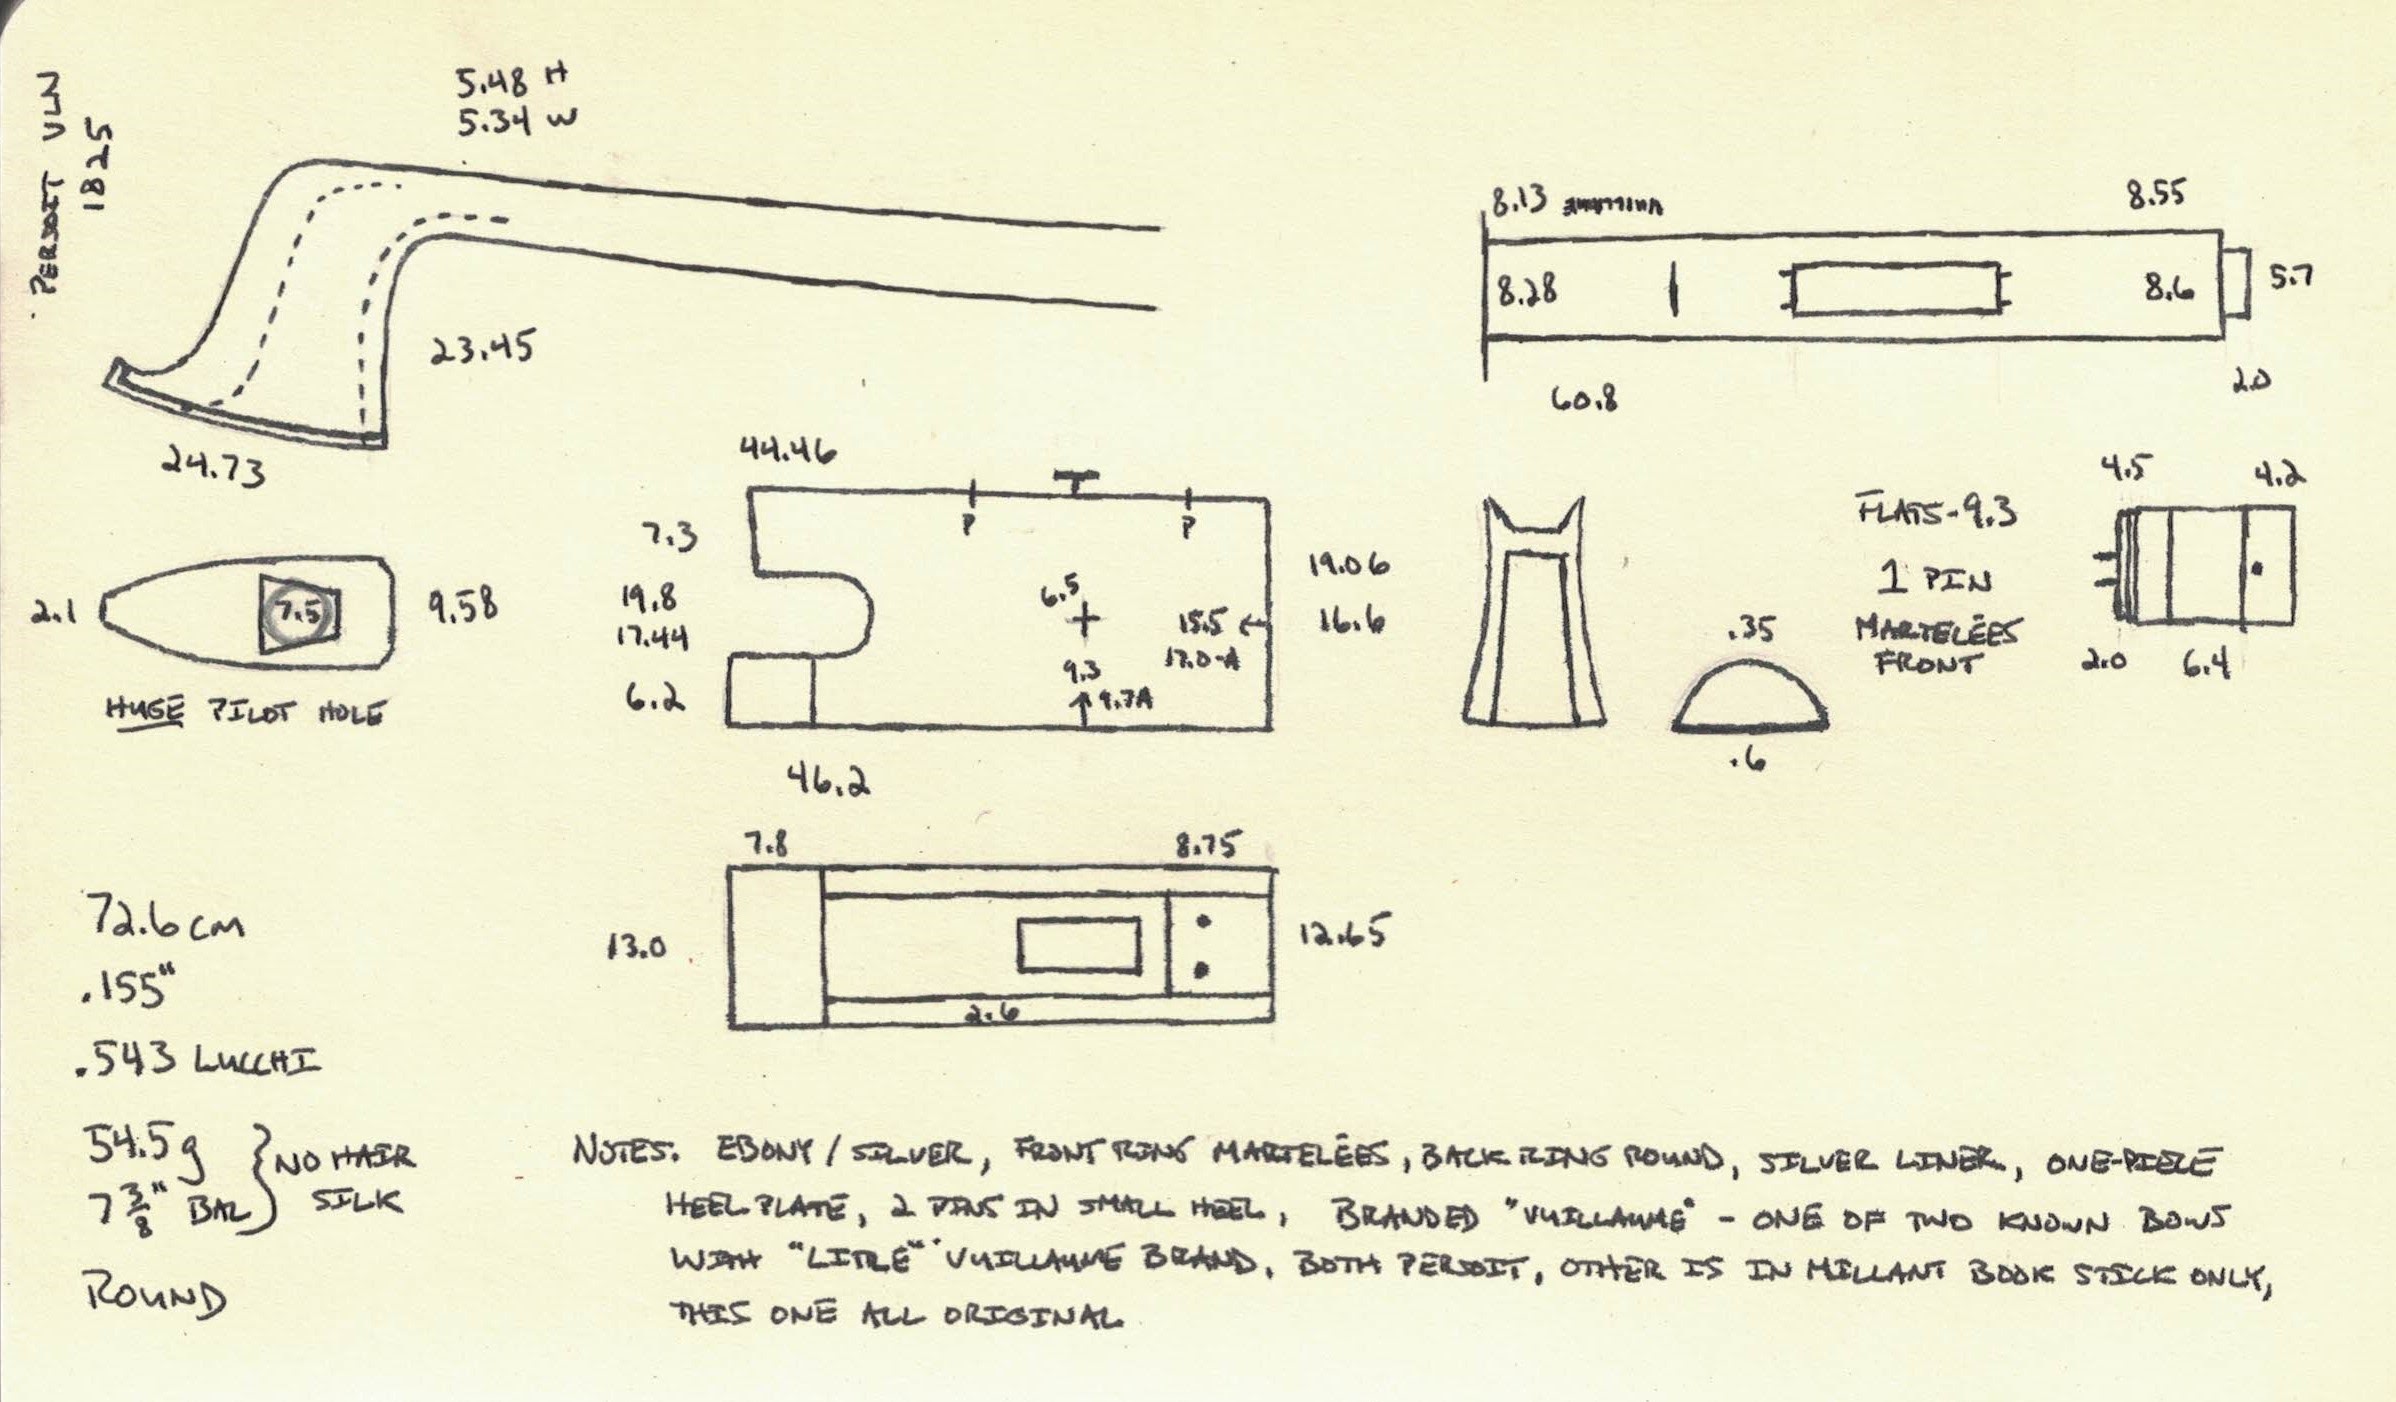 PERSOIT VLN
1825
5.48 H
5.34 W
23.45
24.73
8.13
8.55
8.28
8.6
5.7
60.8
2.0
2.1
7.5
9.58
HUGE PILOT HOLE
44.46
7.3
P
P
19.8
17.44
6.5
15.5 ←
17.0-A
19.06
16.6
6.2
9.3
↑ 9.7A
46.2
.35
.6
FLATS-9.3
1 PIN
MARTELÉES
FRONT
4.5
4.2
2.0
6.4
7.8
8.75
13.0
12.65
2.6
72.6 cm
.155"
.543 LUCCHI
54.5g
7 3/8" BAL
NO HAIR
SILK
ROUND
NOTES: EBONY / SILVER, FRONT RING MARTELÉES, BACK RING ROUND, SILVER LINER, ONE-PIECE
HEEL PLATE, 2 PINS IN SMALL HEEL, BRANDED "VUILLAUME" - ONE OF TWO KNOWN BOWS
WITH "LITTLE" VUILLAUME BRAND, BOTH PERSOIT, OTHER IS IN MILLANT BOOK STICK ONLY,
THIS ONE ALL ORIGINAL